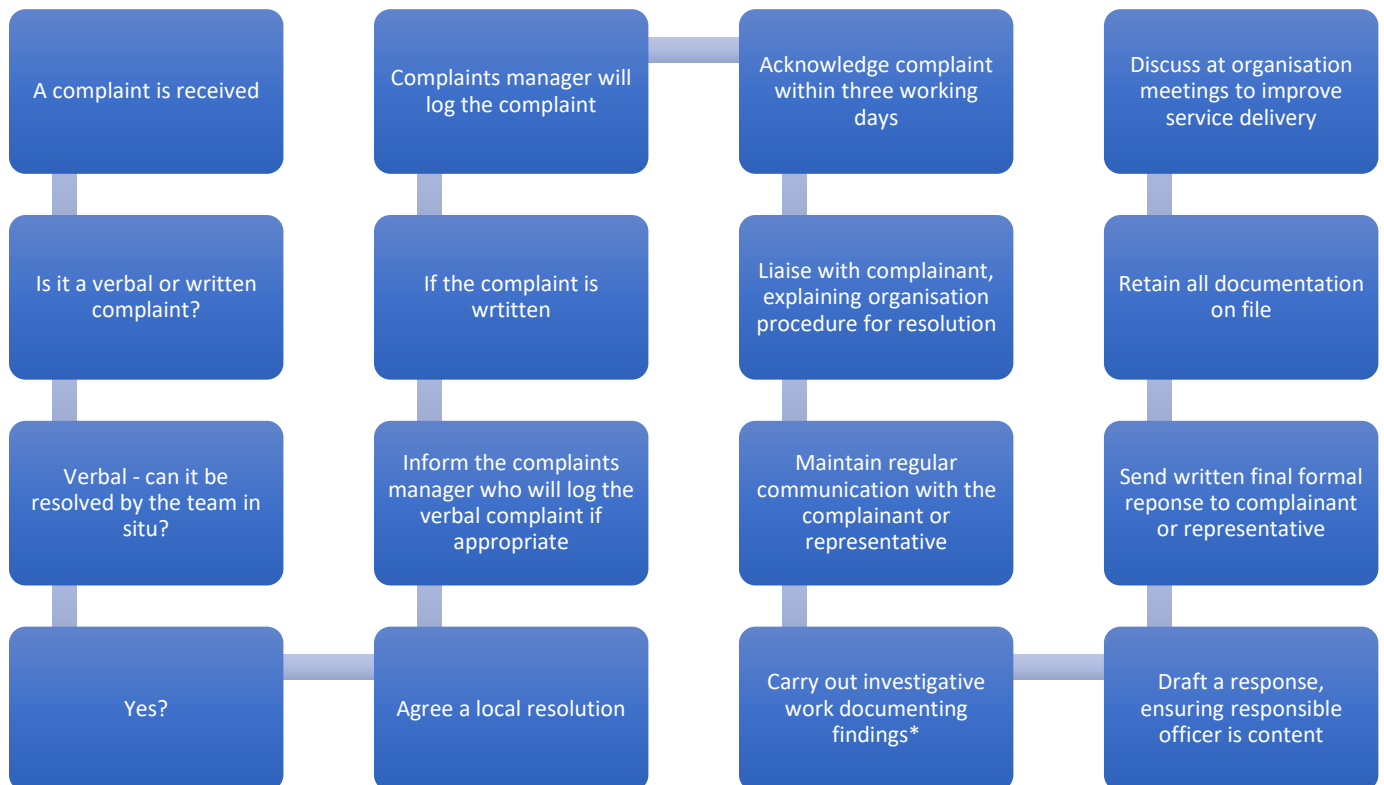 A complaint is received
Is it a verbal or written
complaint?
Verbal - can it be
resolved by the team in
situ?
Yes?
Agree a local resolution
Inform the complaints
manager who will log the
verbal complaint if
appropriate
If the complaint is
wrtitten
Complaints manager will
log the complaint
Acknowledge complaint
within three working
days
Liaise with complainant,
explaining organisation
procedure for resolution
Maintain regular
communication with the
complainant or
representative
Carry out investigative
work documenting
findings*
Draft a response,
ensuring responsible
officer is content
Send written final formal
reponse to complainant
or representative
Retain all documentation
on file
Discuss at organisation
meetings to improve
service delivery